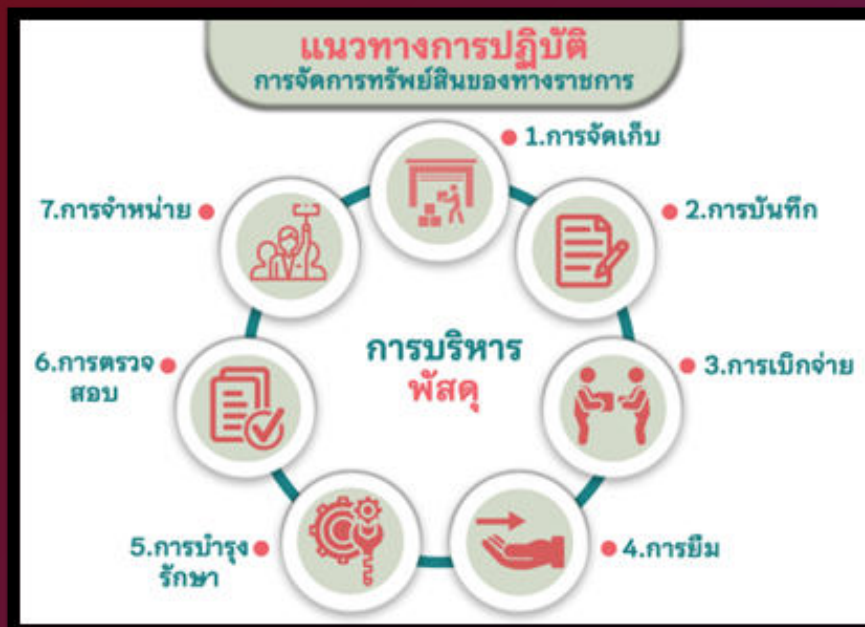 แนวทางการปฏิบัติ
การจัดการทรัพย์สินของทางราชการ
1.การจัดเก็บ
2.การบันทึก
3.การเบิกจ่าย
4.การยืม
5.การบำรุง
รักษา
6.การตรวจ
สอบ
7.การจำหน่าย
การบริหาร
พัสดุ